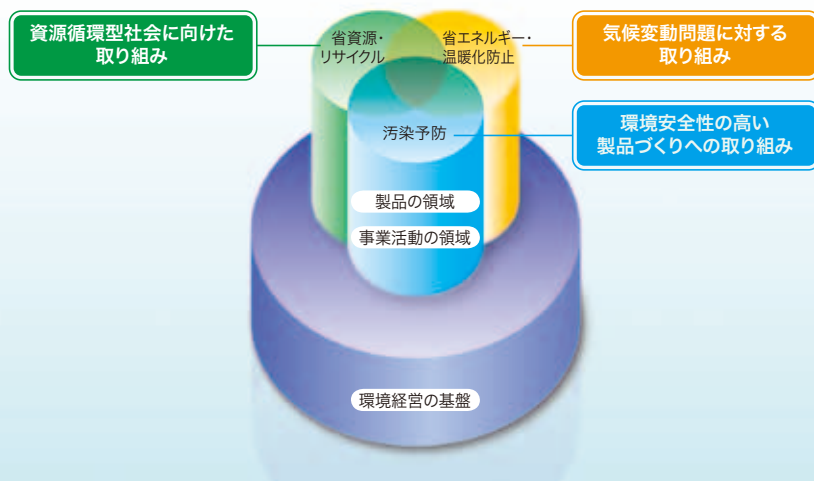 資源循環型社会に向けた
取り組み
省資源・
リサイクル
省エネルギー・
温暖化防止
気候変動問題に対する
取り組み
汚染予防
環境安全性の高い
製品づくりへの取り組み
製品の領域
事業活動の領域
環境経営の基盤